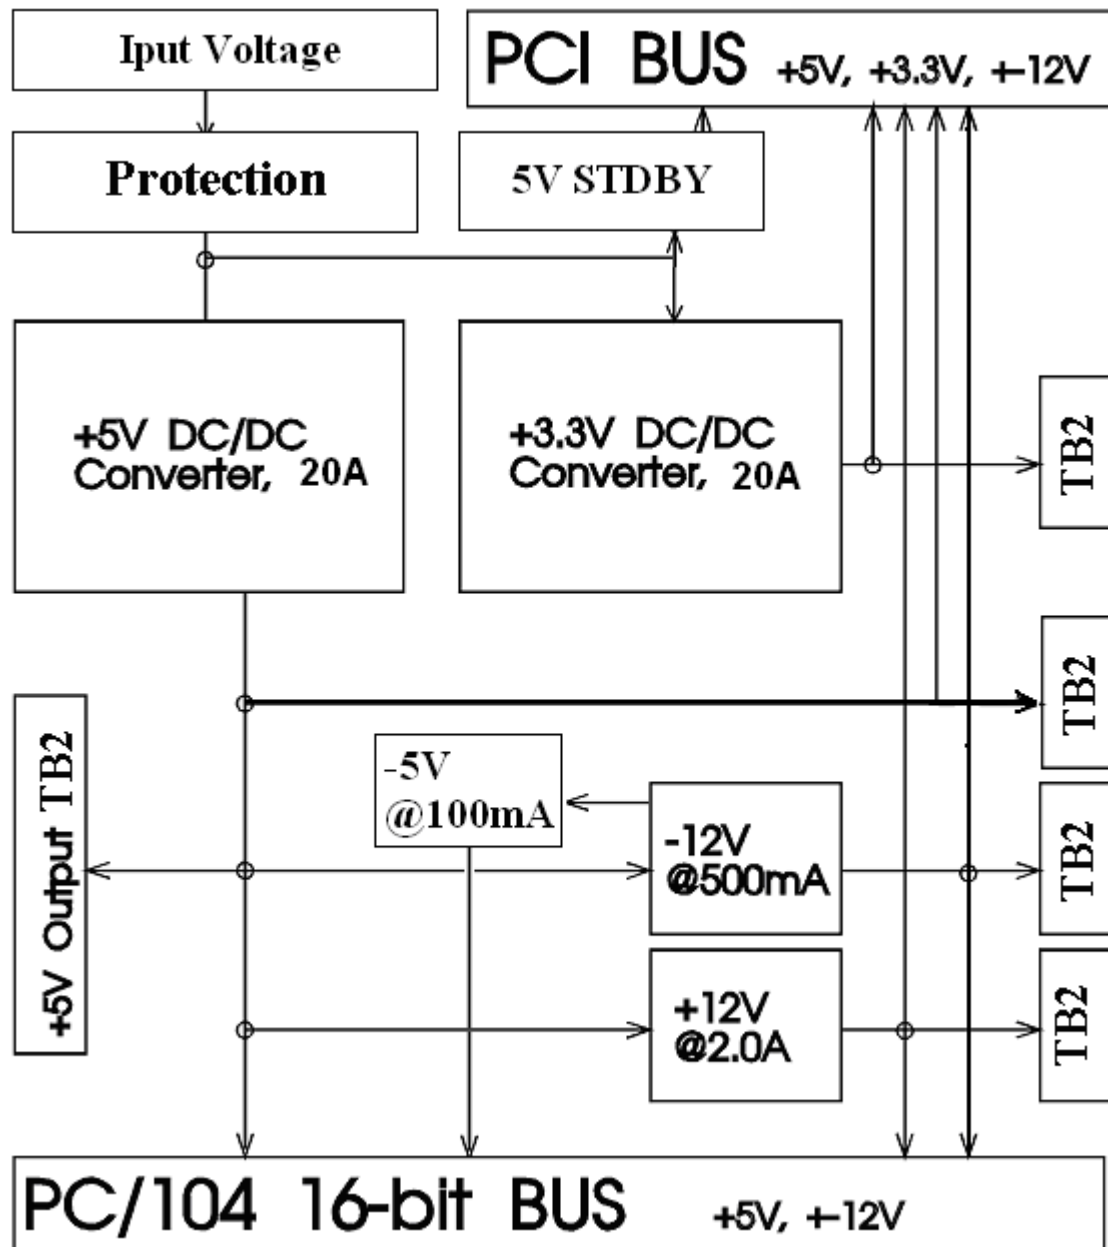 Iput Voltage
PCI BUS +5V, +3.3V, +-12V
Protection
5V STDBY
+5V DC/DC
Converter, 20A
+3.3V DC/DC
Converter, 20A
TB2
TB2
+5V Output TB2
-5V
@100mA
-12V
@500mA
TB2
+12V
@2.0A
TB2
PC/104 16-bit BUS +5V, +-12V